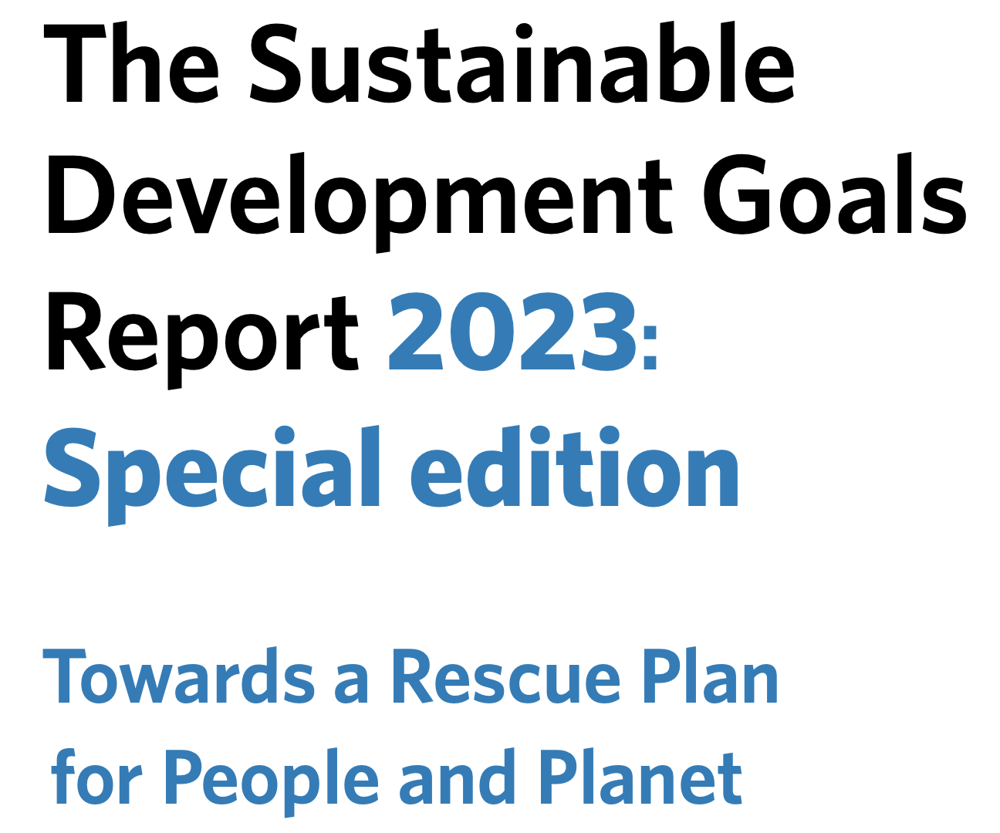 The Sustainable
Development Goals
Report 2023:
Special edition
Towards a Rescue Plan
for People and Planet